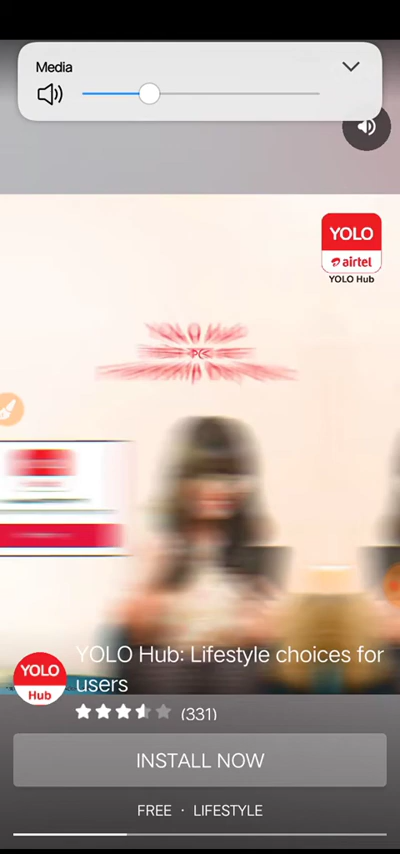 Media
YOLO
airtel
YOLO Hub
YOLO
Hub
YOLO Hub: Lifestyle choices for
users
(331)
INSTALL NOW
FREE · LIFESTYLE